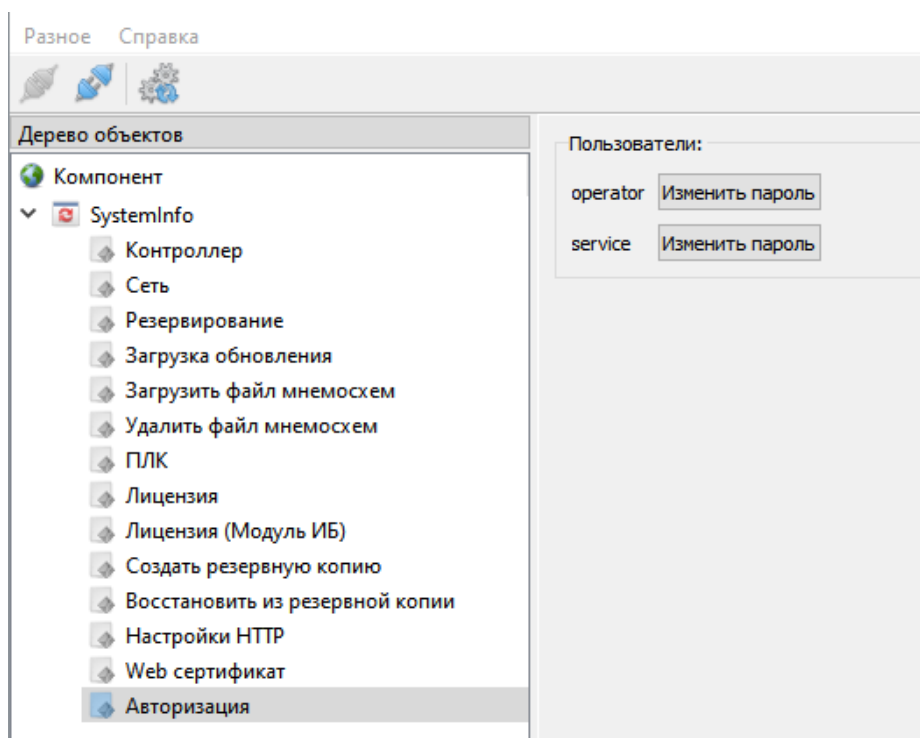 Разное Справка
Дерево объектов
Компонент
SystemInfo
Контроллер
Сеть
Резервирование
Загрузка обновления
Загрузить файл мнемосхем
Удалить файл мнемосхем
ПЛК
Лицензия
Лицензия (Модуль ИБ)
Создать резервную копию
Восстановить из резервной копии
Настройки HTTP
Web сертификат
Авторизация
Пользователи:
operator Изменить пароль
service Изменить пароль